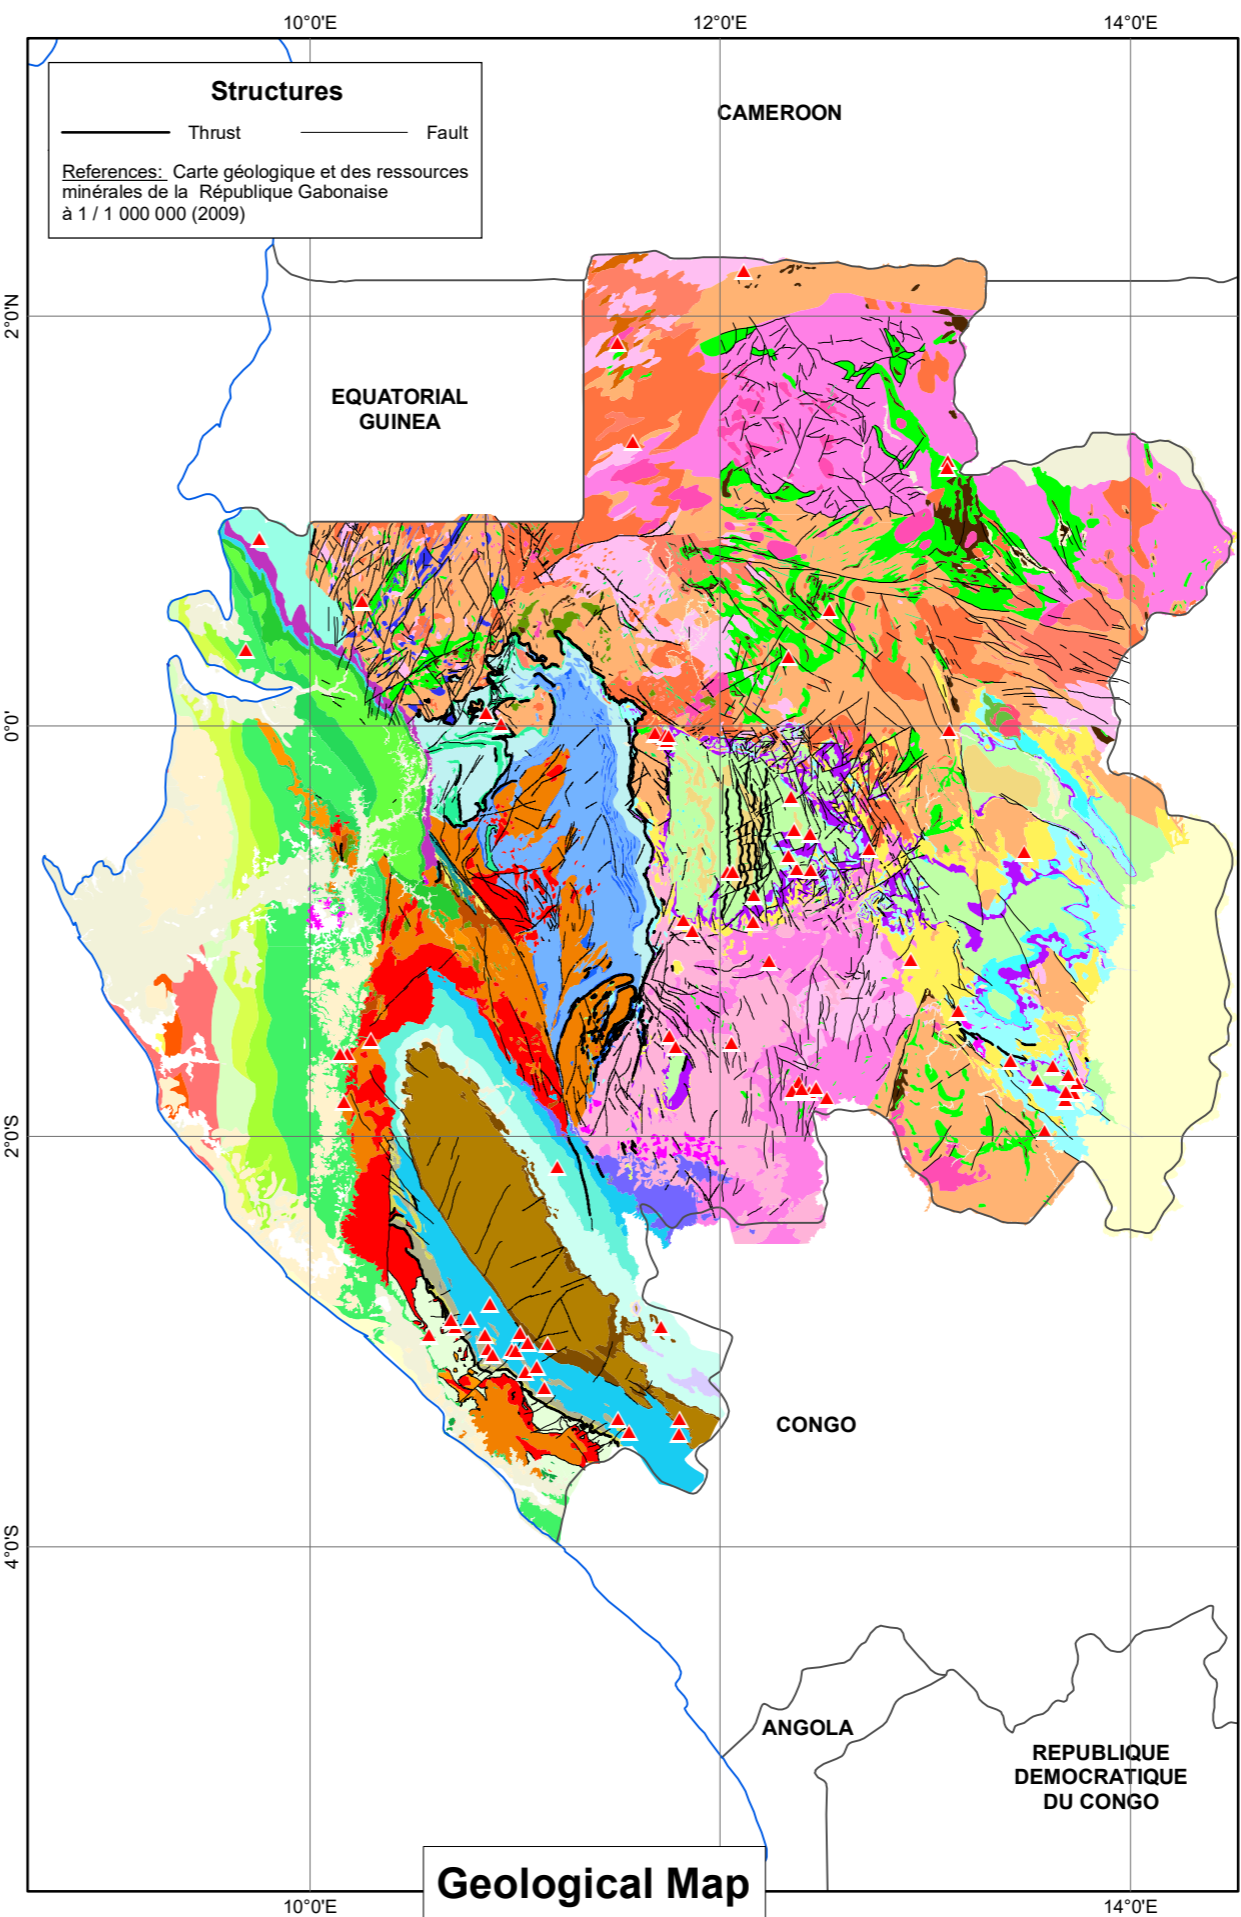 10°0'E 12°0'E 14°0'E
Structures
Thrust Fault
References: Carte géologique et des ressources
minérales de la République Gabonaise
à 1 / 1 000 000 (2009)
CAMEROON
2°0'N
EQUATORIAL
GUINEA
0°0'
2°0'S
CONGO
4°0'S
ANGOLA
REPUBLIQUE
DEMOCRATIQUE
DU CONGO
Geological Map
10°0'E 14°0'E